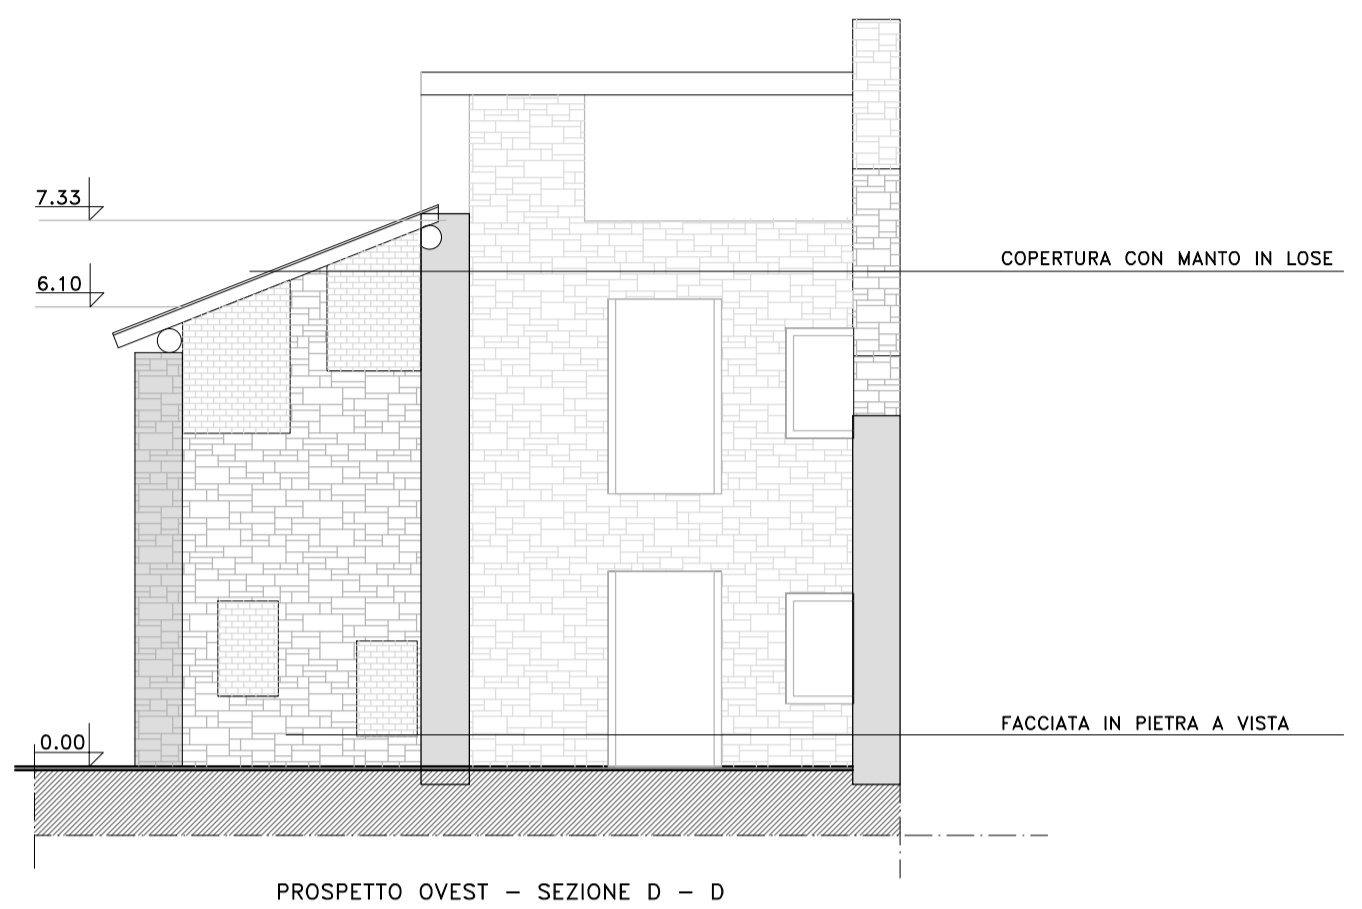 7.33
COPERTURA CON MANTO IN LOSE
6.10
FACCIATA IN PIETRA A VISTA
0.00
PROSPETTO OVEST – SEZIONE D – D